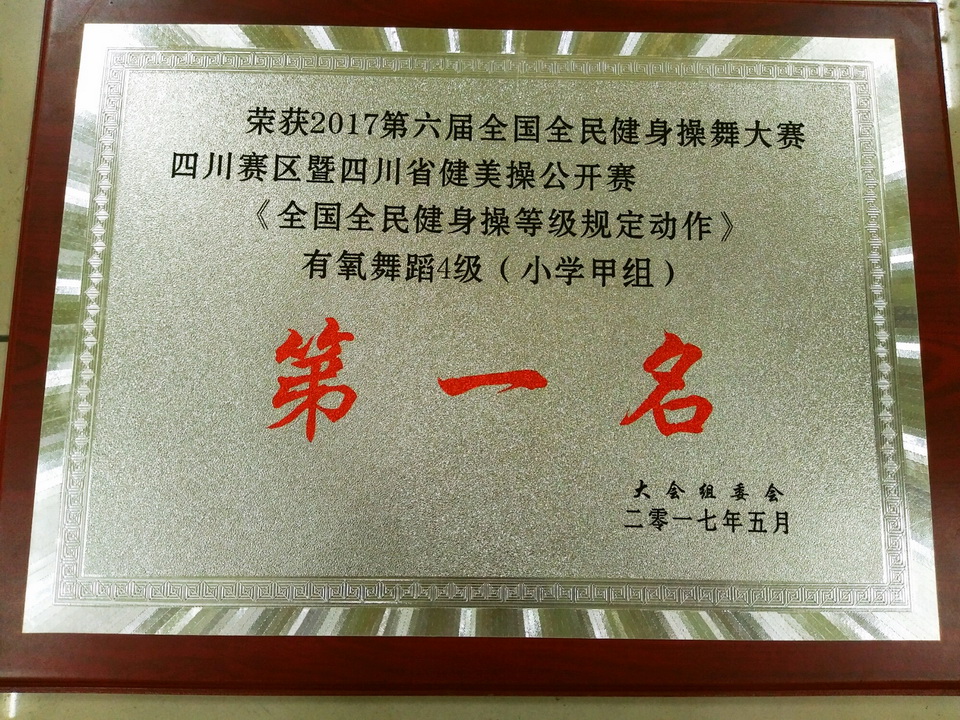 荣获2017第六届全国全民健身操舞大赛
四川赛区暨四川省健美操公开赛
《全国全民健身操等级规定动作》
有氧舞蹈4级（小学甲组）
第一名
大会组委会
二零一七年五月